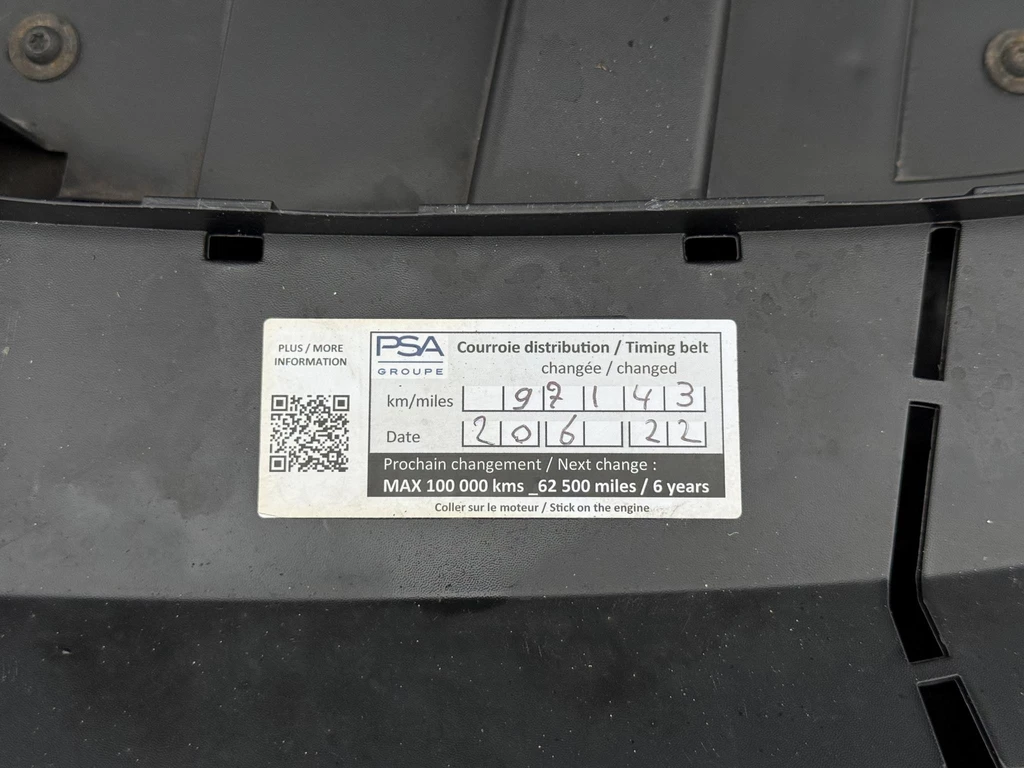 PLUS / MORE
INFORMATION
PSA
GROUPE
Courroie distribution / Timing belt
changée / changed
km/miles 97143
Date 20 6 22
Prochain changement / Next change :
MAX 100 000 kms _62 500 miles / 6 years
Coller sur le moteur / Stick on the engine